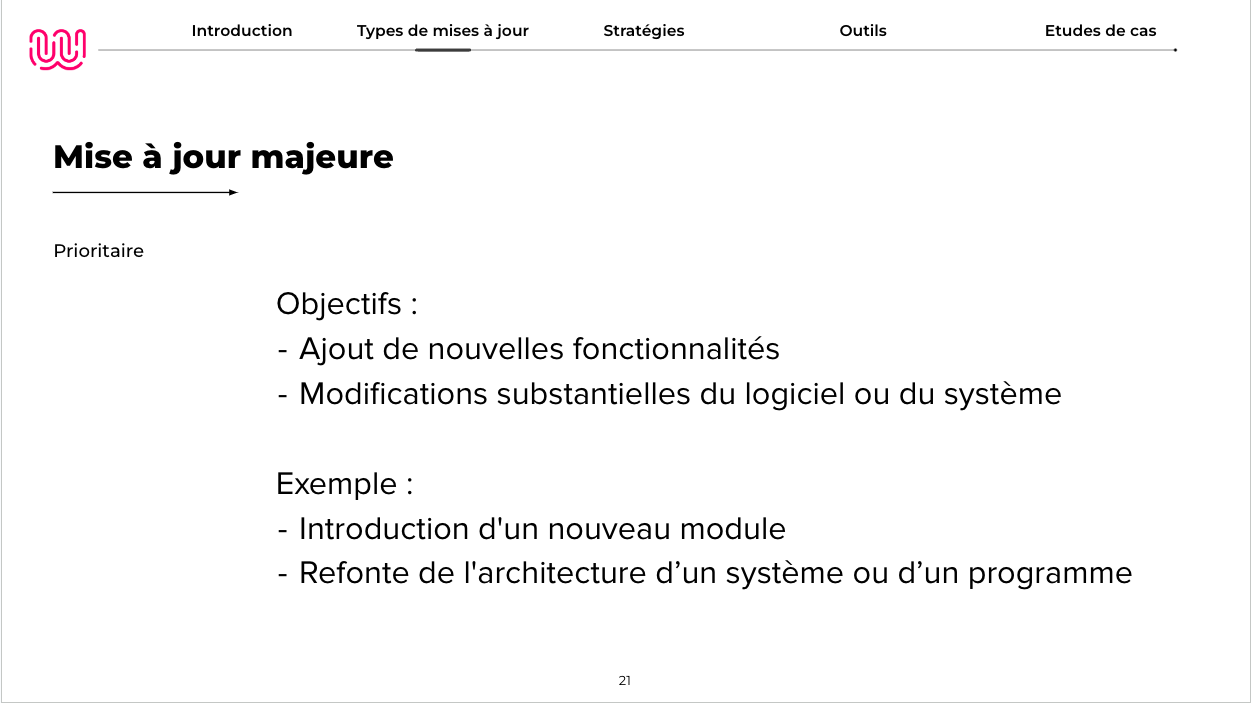 Introduction
Types de mises à jour
Stratégies
Outils
Etudes de cas
Mise à jour majeure
Prioritaire
Objectifs :
- Ajout de nouvelles fonctionnalités
- Modifications substantielles du logiciel ou du système
Exemple :
- Introduction d'un nouveau module
- Refonte de l'architecture d’un système ou d’un programme
21